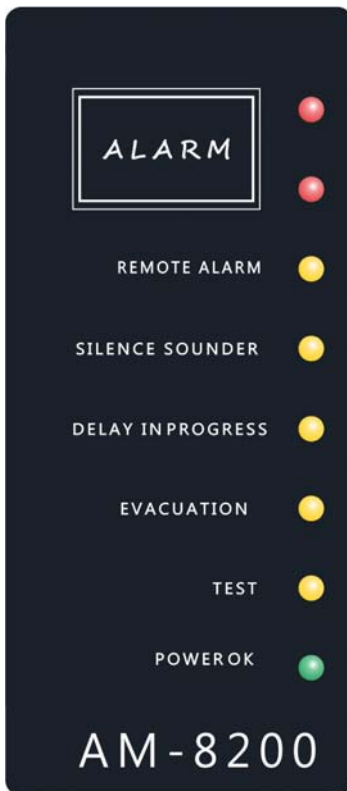 ALARM
REMOTE ALARM
SILENCE SOUNDER
DELAY INPROGRESS
EVACUATION
TEST
POWEROK
AM-8200